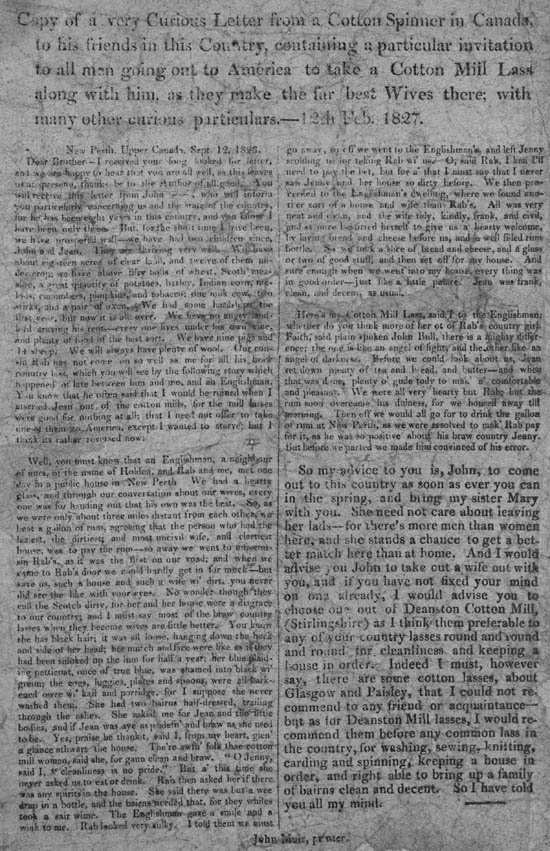 Copy of a very Curious Letter from a Cotton Spinner in Canada,
to his friends in this Country, containing a particular invitation
to all men going out to America to take a Cotton Mill Lass
along with him, as they make the far best Wives there; with
many other curious particulars.—12th Feb. 1827.
New Perth, Upper Canada, Sept. 12, 1826.
Dear Brother—I received your long looked for letter,
and we are happy to hear that you are all well, as this leaves
us at present, thanks be to the Author of all good. You
will receive this letter from John who will inform
you particularly concerning us and the state of the country,
for he has been eight years in this country, and you know I
have been only three. But, for the short time I have been,
we have prospered well—we have had two children since,
John and Jean. They are thriving very well. We have
about eighteen acres of clear land, and twelve of them un-
der crop; we have above fifty bolls of wheat, Scotch mea-
sure, a great quantity of potatoes, barley, Indian corn, me-
lons, cucumbers, pumpkins, and tobacco; one milk cow, two
and a pair of oxen. We had some hardships the
first year, but now it is all over. We have no angry land-
lord craving his rent—every one lives under his own vine,
and plenty of food of the best sort. We have nine pigs and
14 sheep. We will always have plenty of wool. Our cou-
sin Rab has not come on so well as me for all his braw
country lass, which you will see by the following story which
happened of late between him and me, and an Englishman.
You know that he often said that I would be ruined when I
married Jean out of the cotton mills, for the mill lasses
were good for nothing at all; that I need not offer to take
one of them to America, except I wanted to starve; but I
think its rather reversed now.
Well, you must know that an Englishman, a neighbour
of ours, of the name of Holden, and Rab and me, met one
day in a public house in New Perth. We had a hearty
glass, and through our conversation about our wives, every
one was for handing out that his own was the best. So, as
we were only about three miles distant from each other, we
best a gallon of rum, agreeing that the person who had the
laziest, the dirtiest, and most uncivil wife, and clartiest
house, was to pay the rum—so away we went to cousin
Rab's, as it was the first on our road; and when we
came to Rab's door we could hardly get in for muck—but
save us, such a house and such a wife wi' dirt, you never
did see the like with your eyes. No wonder though they
call the Scotch dirty, for her and her house were a disgrace
to our country; and I must say most of the braw country
lasses when they become wives are little better. You know
she has black hair; it was all loose, hanging down the back
and side of her head; her mutch and face were like as if they
had been smoked up the lum for half a year; her blue plaid-
ing petticoat, once of true blue, was shamed into black wi'
green; the eggs, luggies, plates and spoons, were all bark-
ened owre w' kail and porridge, for I suppose she never
washed them. She had two bairns half-dressed, trailing
through the ashes. She asked me for Jean and the little
bodies, and if Jean was ave as and braw as she used
to be. Yes, praise be thankit, said I, from my heart, gien'
a glance athwart the house. The're awfu' folk thae cotton
mill women, said she, for gaun clean and braw. "O Jenny,
said I, " cleanliness is no pride." But a' this time she
never asked us to eat or drink. Rab then asked her if there
was any spirits in the house. She said there was but a wee
drap in a bottle, and the bairns needed that, for they whiles
took a sair wime. The Englishman gave a smile and a
wink to me. Rab looked very sulky. I told them we must
go away, so off we went to the Englishman's, and left Jenny
scolding us for taking Rab wi' us. O, said Rab, I ken I'll
need to pay the bet, but for a' that I must say that I never
saw Jenny and her house so dirty before. We then pro-
ceeded to the Englishman's dwelling, where we found ano-
ther sort of a house and wife than Rab's. All was very
neat and clean, and the wife tidy, kindly, frank, and civil,
and at once bestirred herself to give us a hearty welcome,
by laying bread and cheese before us, and a well filled rum
bottle. So we took a slice of bread and cheese, and a glass
or two of good stuff, and then set off for my house. And
sure enough when we went into my house, every thing was
in good order—just like a little palace. Jean was frank,
clean, and decent, as usual.
Here's my Cotton Mill Lass, said I to the Englishman;
whether do you think more of her or of Rab's country girl
Faith, said plain spoken John Bull, there is a mighty differ-
ence; the one is like an angel of light, and the other like an
angel of darkness. Before we could look about us, Jean
set down plenty of tea and bread, and butter—and when
that was done, plenty o' gude tody to mak' a' comfortable
and pleasant. We were all very hearty but Rab; but the
rum soon overcame his dulness, for we boused away till
morning. Then off we would all go for to drink the gallon
of rum at New Perth, as we were resolved to mak' Rab pay
for it, as he was so positive about his braw country Jenny.
But before we parted we made him convinced of his error.
So my advice to you is, John, to come
out to this country as soon as ever you can
in the spring, and bring my sister Mary
with you. She need not care about leaving
her lads—for there's more men than women
here, and she stands a chance to get a bet-
ter match here than at home. And I would
advise you John to take out a wife out with
you, and if you have not fixed your mind
on one already, I would advise you to
choose one out of Deanston Cotton Mill,
(Stirlingshire) as I think them preferable to
any of your country lasses round and round
and round for cleanliness and keeping a
house in order. Indeed I must, however
say, there are some cotton lasses, about
Glasgow and Paisley, that I could not re-
commend to any friend or acquaintance—
but as for Deanston Mill lasses, I would re-
commend them before any common lass in
the country, for washing, sewing, knitting,
carding and spinning, keeping a house in
order, and right able to bring up a family
of bairns clean and decent. So I have told
you all my mind.
John Muir, printer.